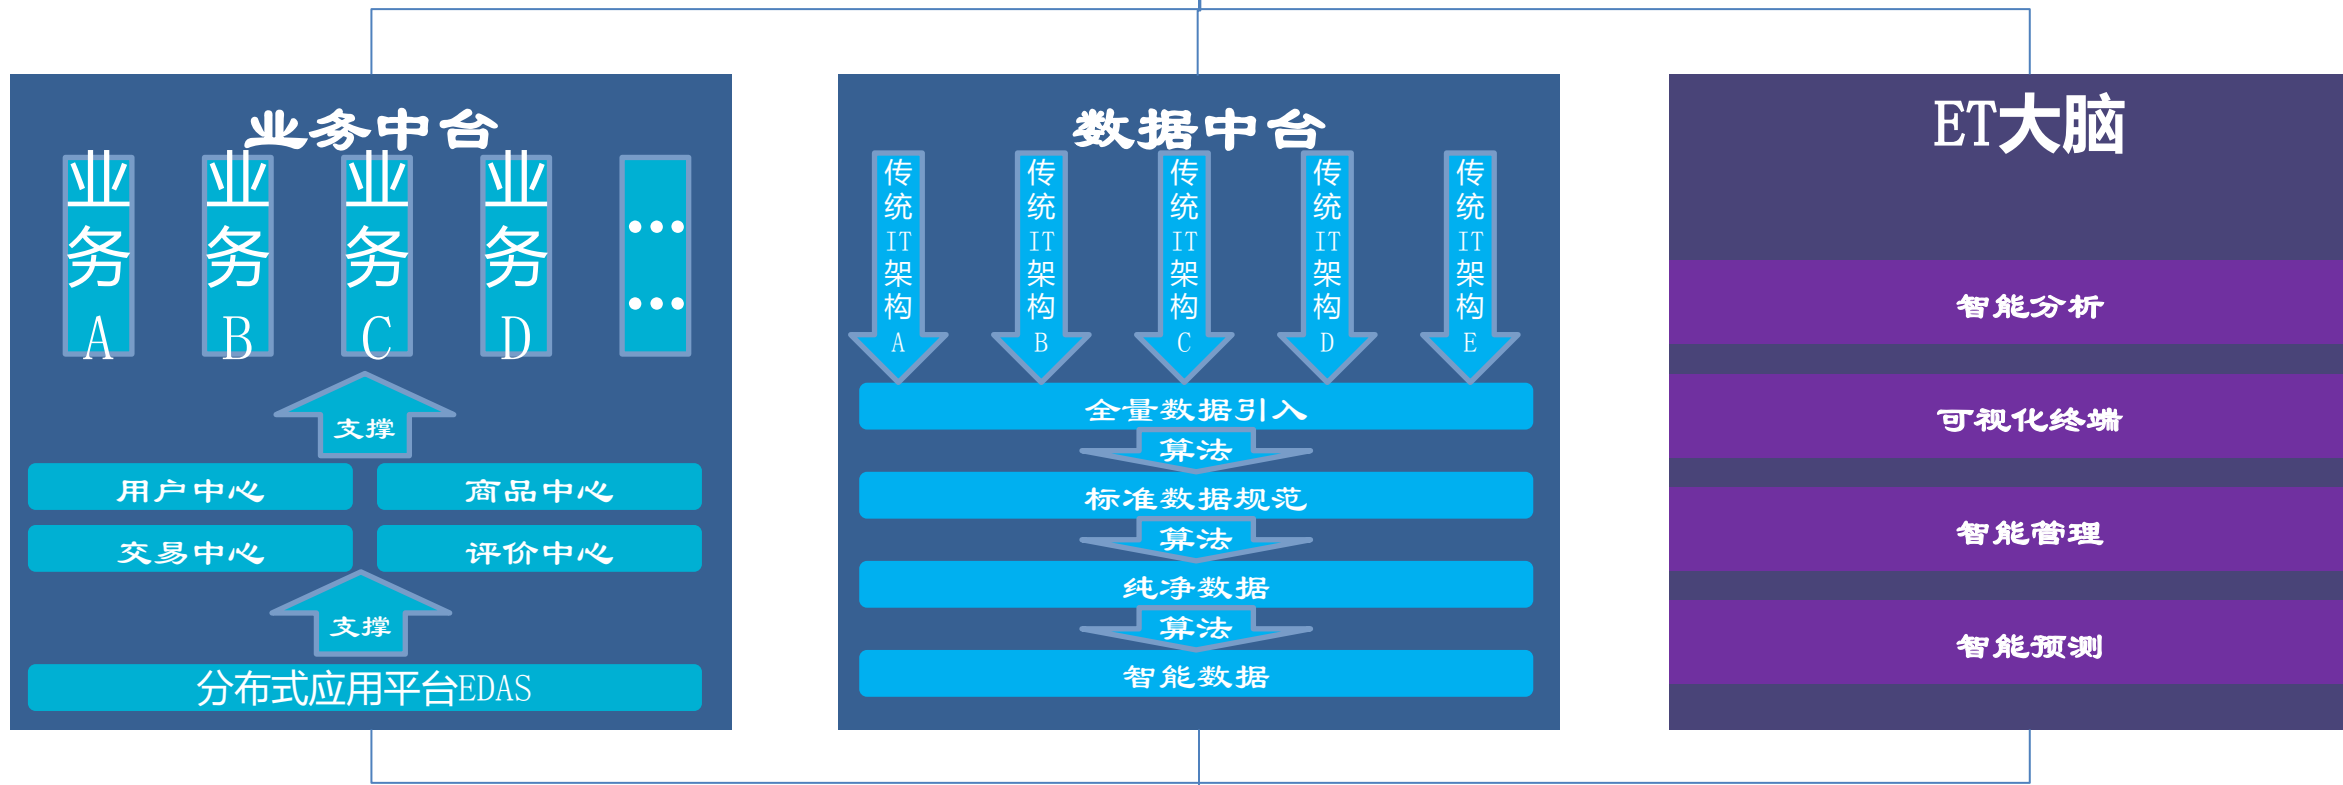 业务中台
业务A
业务B
业务C
业务D
……
支撑
用户中心
商品中心
交易中心
评价中心
支撑
分布式应用平台EDAS
数据中台
传统IT架构A
传统IT架构B
传统IT架构C
传统IT架构D
传统IT架构E
全量数据引入
算法
标准数据规范
算法
纯净数据
算法
智能数据
ET大脑
智能分析
可视化终端
智能管理
智能预测